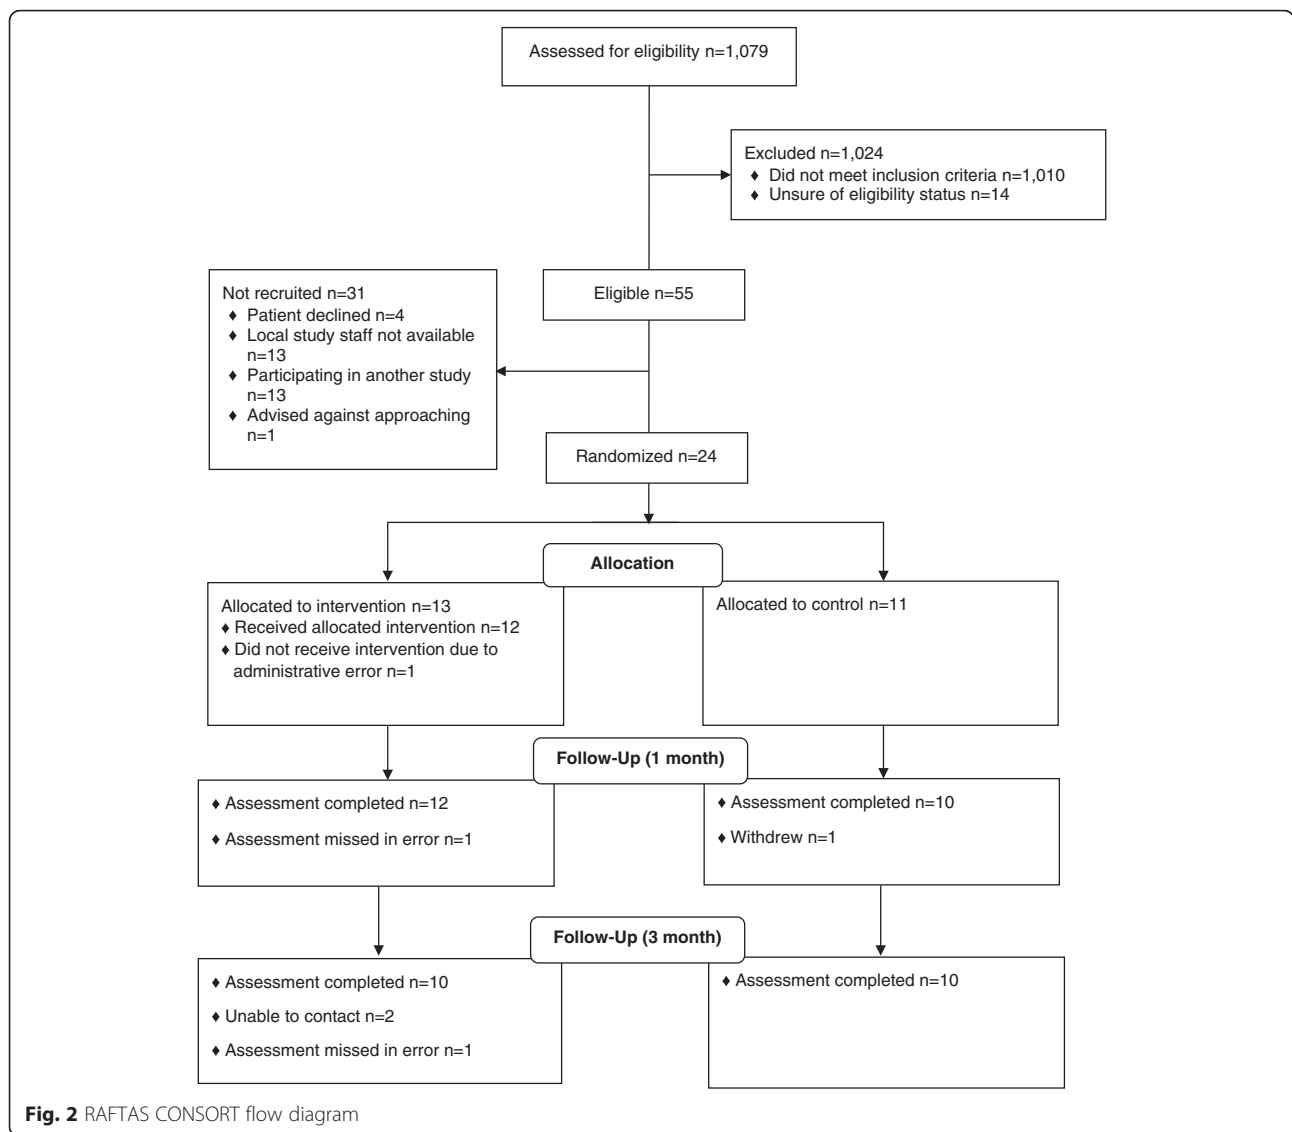 Assessed for eligibility n=1,079
Excluded n=1,024
♦ Did not meet inclusion criteria n=1,010
♦ Unsure of eligibility status n=14
Not recruited n=31
♦ Patient declined n=4
♦ Local study staff not available
n=13
♦ Participating in another study
n=13
♦ Advised against approaching
n=1
Eligible n=55
Randomized n=24
Allocation
Allocated to intervention n=13
♦ Received allocated intervention n=12
♦ Did not receive intervention due to
administrative error n=1
Allocated to control n=11
Follow-Up (1 month)
♦ Assessment completed n=12
♦ Assessment missed in error n=1
♦ Assessment completed n=10
♦ Withdrew n=1
Follow-Up (3 month)
♦ Assessment completed n=10
♦ Unable to contact n=2
♦ Assessment missed in error n=1
♦ Assessment completed n=10
Fig. 2 RAFTAS CONSORT flow diagram